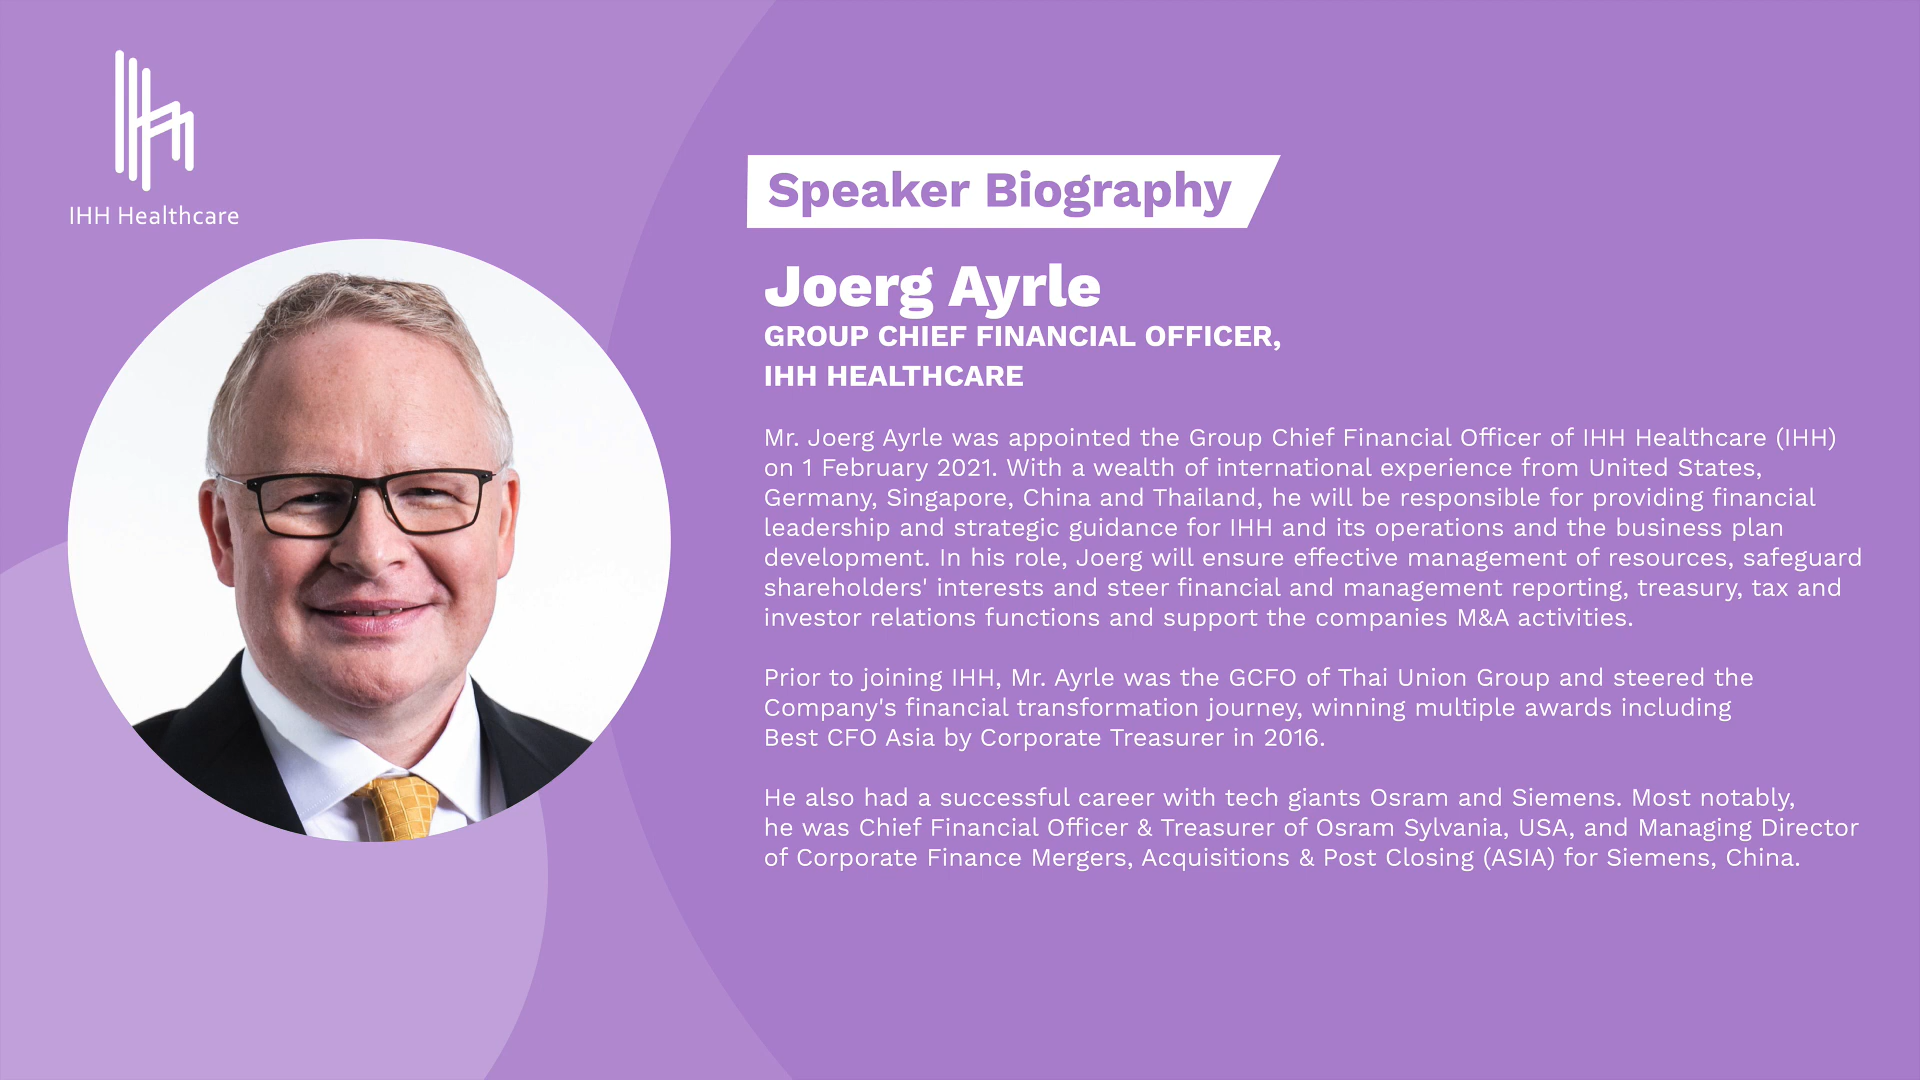 IHH Healthcare
Speaker Biography
Joerg Ayrle
GROUP CHIEF FINANCIAL OFFICER,
IHH HEALTHCARE
Mr. Joerg Ayrle was appointed the Group Chief Financial Officer of IHH Healthcare (IHH)
on 1 February 2021. With a wealth of international experience from United States,
Germany, Singapore, China and Thailand, he will be responsible for providing financial
leadership and strategic guidance for IHH and its operations and the business plan
development. In his role, Joerg will ensure effective management of resources, safeguard
shareholders' interests and steer financial and management reporting, treasury, tax and
investor relations functions and support the companies M&A activities.
Prior to joining IHH, Mr. Ayrle was the GCFO of Thai Union Group and steered the
Company's financial transformation journey, winning multiple awards including
Best CFO Asia by Corporate Treasurer in 2016.
He also had a successful career with tech giants Osram and Siemens. Most notably,
he was Chief Financial Officer & Treasurer of Osram Sylvania, USA, and Managing Director
of Corporate Finance Mergers, Acquisitions & Post Closing (ASIA) for Siemens, China.